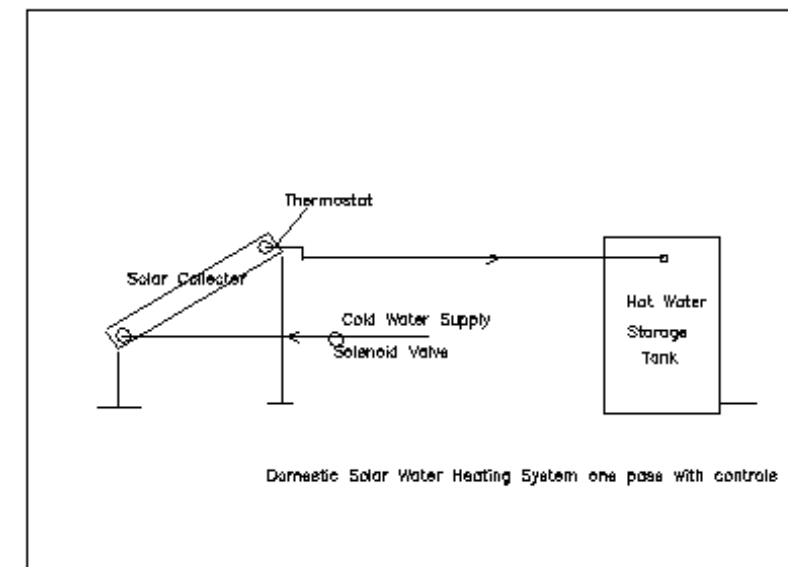 Thermostat
Solar Collector
Cold Water Supply
Solenoid Valve
Hot Water
Storage
Tank
Domestic Solar Water Heating System one pass with controls